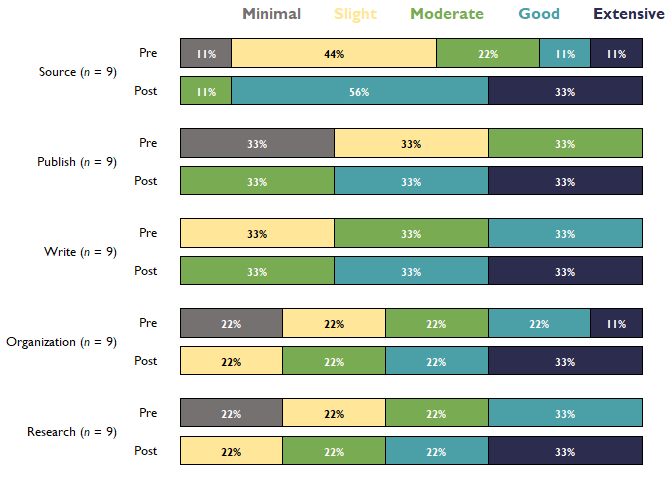 Minimal Slight Moderate Good Extensive
Pre 11% 44% 22% 11% 11%
Source (n = 9)
Post 11% 56% 33%
Pre 33% 33% 33%
Publish (n = 9)
Post 33% 33% 33%
Pre 33% 33% 33%
Write (n = 9)
Post 33% 33% 33%
Pre 22% 22% 22% 22% 11%
Organization (n = 9)
Post 22% 22% 22% 33%
Pre 22% 22% 22% 33%
Research (n = 9)
Post 22% 22% 22% 33%